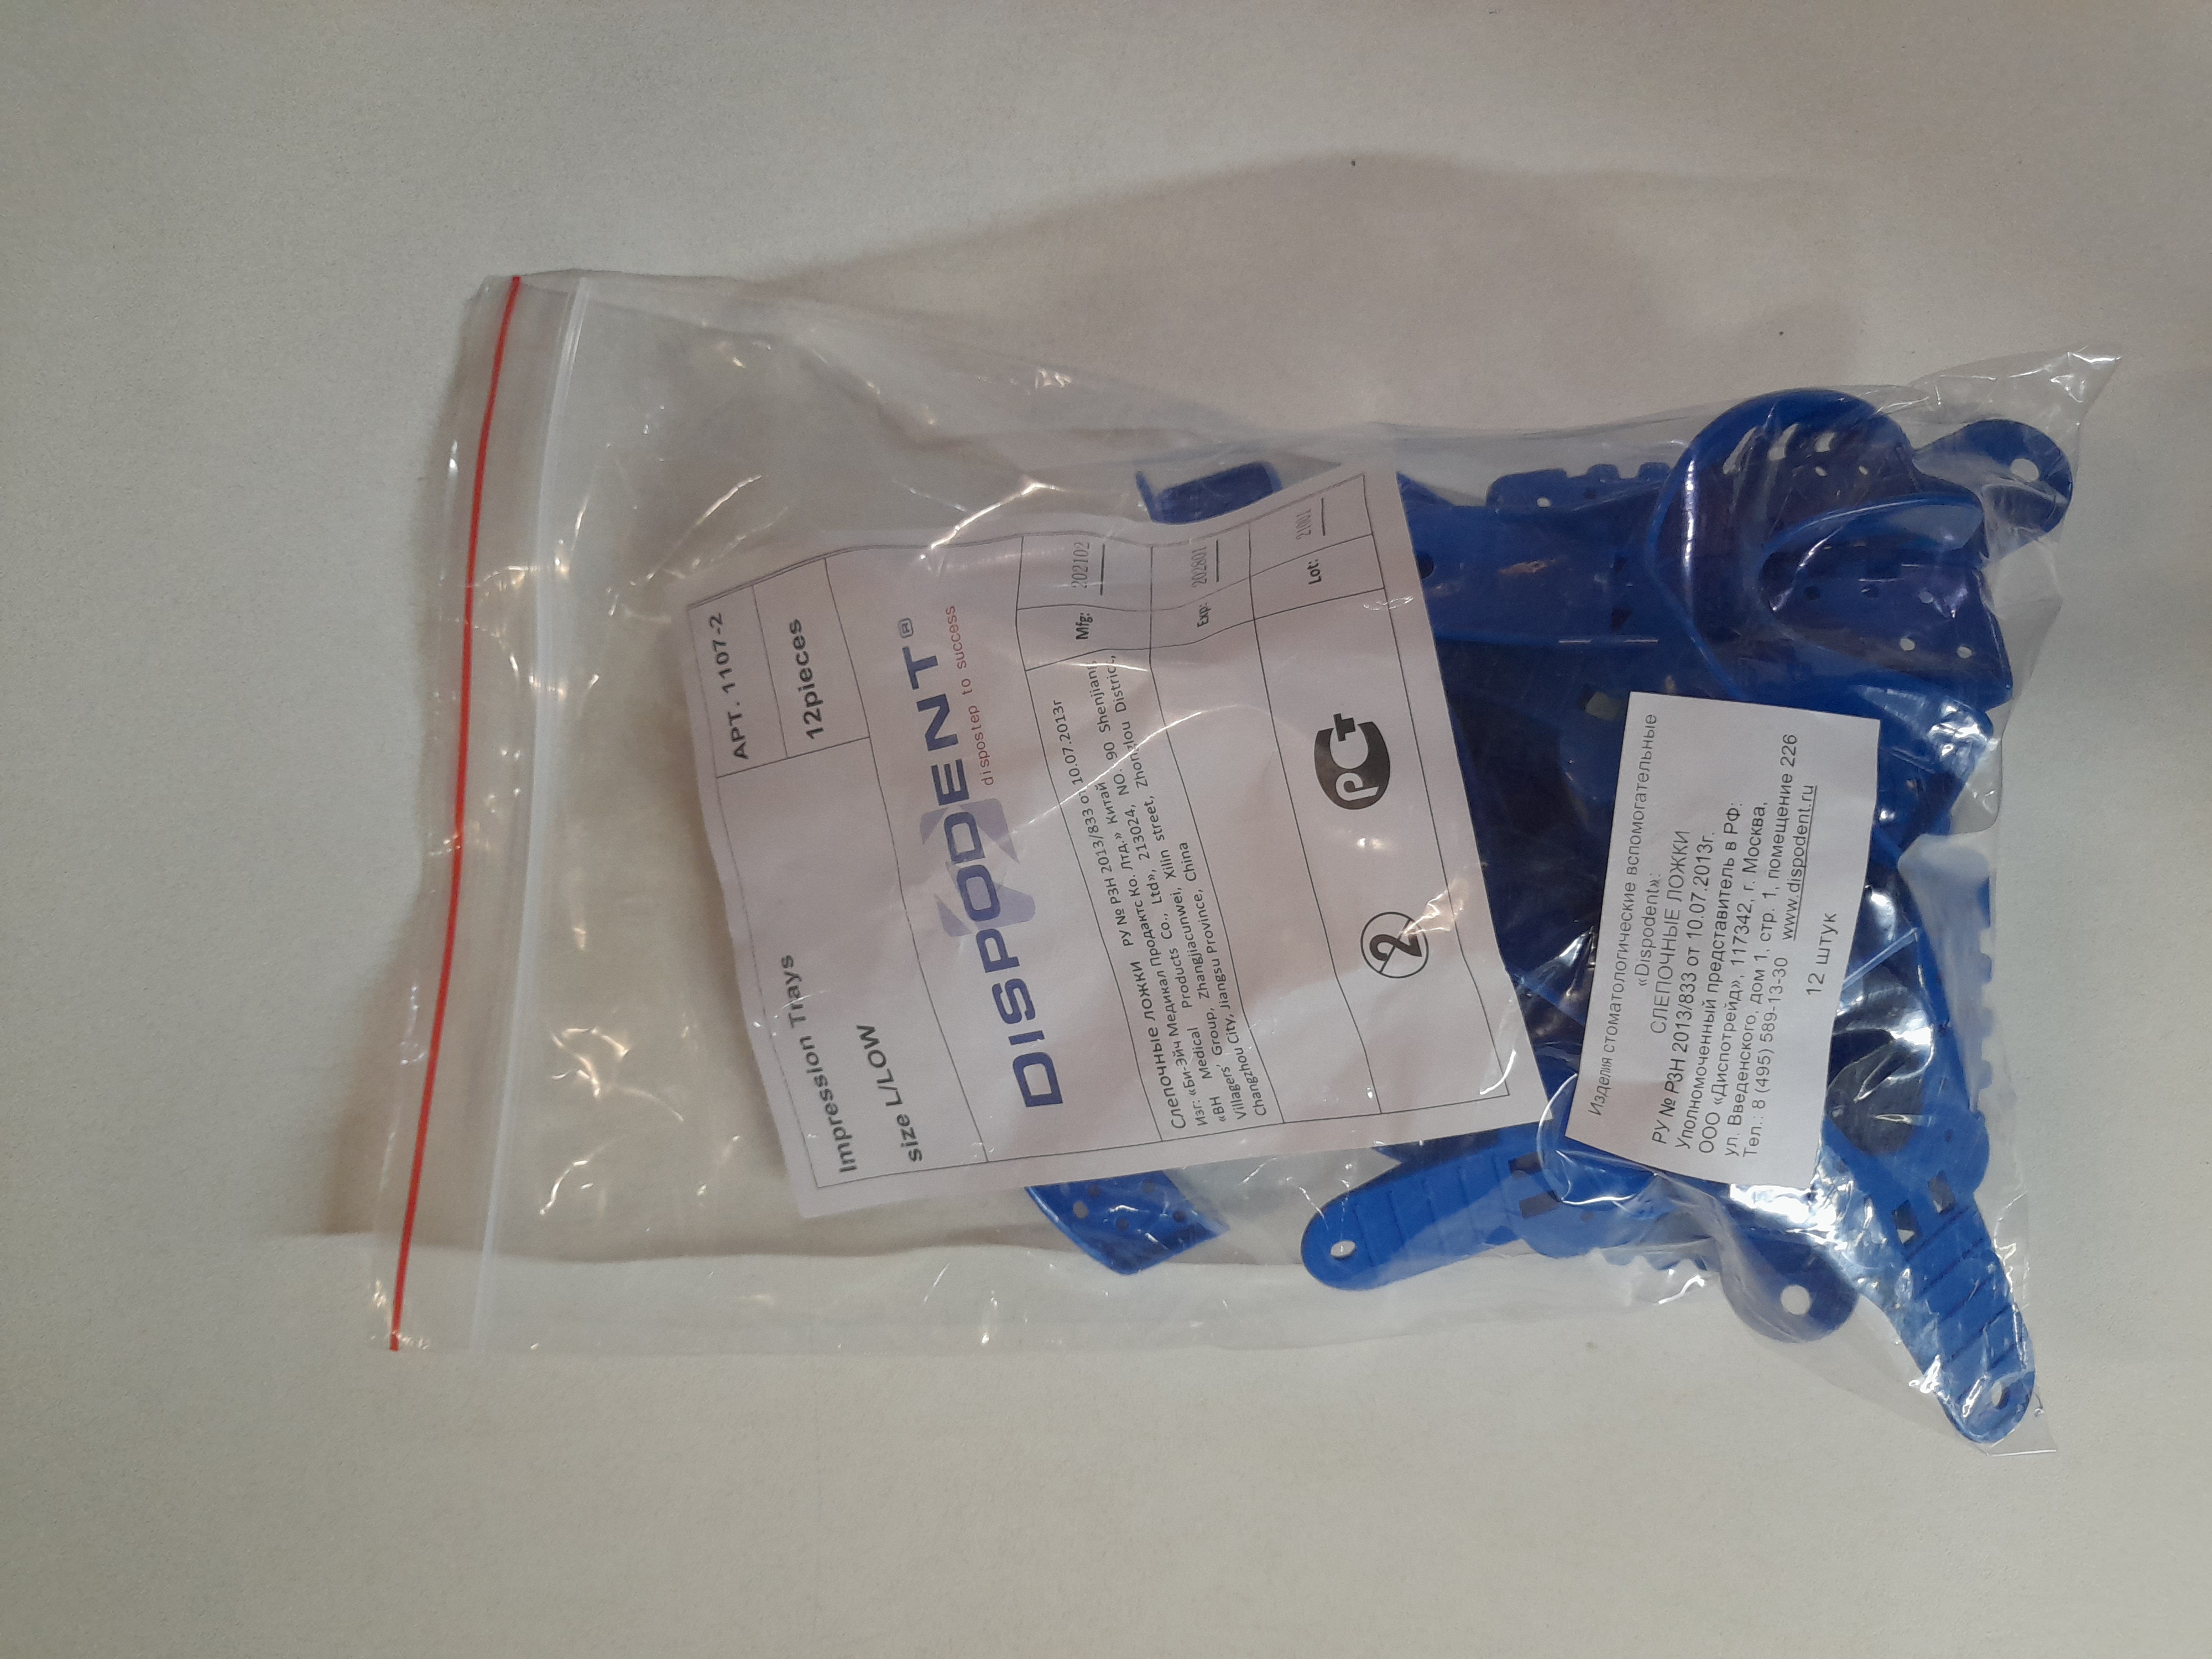 Impression Trays
size L/LOW
АРТ. 1107-2
12pieces
DISPODENT®
dispostep to success
Слепочные ложки РУ № РЗН 2013/833 от 10.07.2013г
Изг: «Би-Эйч Медикал Продактс Ко. Лтд.» Китай
«BH Medical Products Co., Ltd», 213024, NO. 90 Shenjiang
Villagers' Group, Zhangjiacunwei, Xilin street, Zhonglou District.,
Changzhou City, Jiangsu Province, China
Mfg: 202102
Exp: 202801
Lot: 21001
2
РСТ
Изделия стоматологические вспомогательные
«Dispodent»:
СЛЕПОЧНЫЕ ЛОЖКИ
РУ № РЗН 2013/833 от 10.07.2013г.
Уполномоченный представитель в РФ:
ООО «Диспотрейд», 117342, г. Москва,
ул. Введенского, дом 1, стр. 1, помещение 226
Тел.: 8 (495) 589-13-30 www.dispodent.ru
12 штук